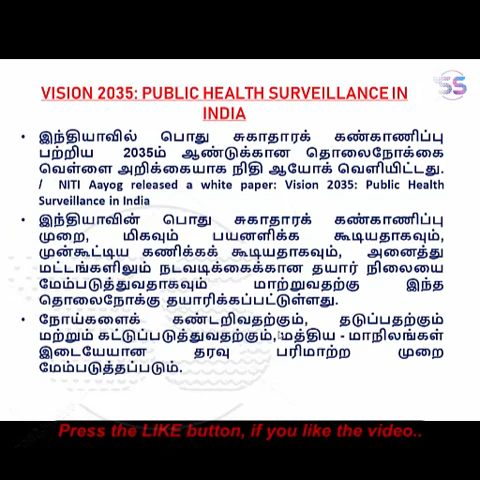 SS
VISION 2035: PUBLIC HEALTH SURVEILLANCE IN
INDIA
• இந்தியாவில் பொது சுகாதாரக் கண்காணிப்பு
பற்றிய 2035ம் ஆண்டுக்கான தொலைநோக்கை
வெள்ளை அறிக்கையாக நிதி ஆயோக் வெளியிட்டது.
/ NITI Aayog released a white paper: Vision 2035: Public Health
Surveillance in India
• இந்தியாவின் பொது சுகாதாரக் கண்காணிப்பு
முறை, மிகவும் பயனளிக்க கூடியதாகவும்,
முன்கூட்டிய கணிக்கக் கூடியதாகவும், அனைத்து
மட்டங்களிலும் நடவடிக்கைக்கான தயார் நிலையை
மேம்படுத்துவதாகவும் மாற்றுவதற்கு இந்த
தொலைநோக்கு தயாரிக்கப்பட்டுள்ளது.
• நோய்களைக் கண்டறிவதற்கும், தடுப்பதற்கும்
மற்றும் கட்டுப்படுத்துவதற்கும், மத்திய - மாநிலங்கள்
இடையேயான தரவு பரிமாற்ற முறை
மேம்படுத்தப்படும்.
Press the LIKE button, if you like the video..